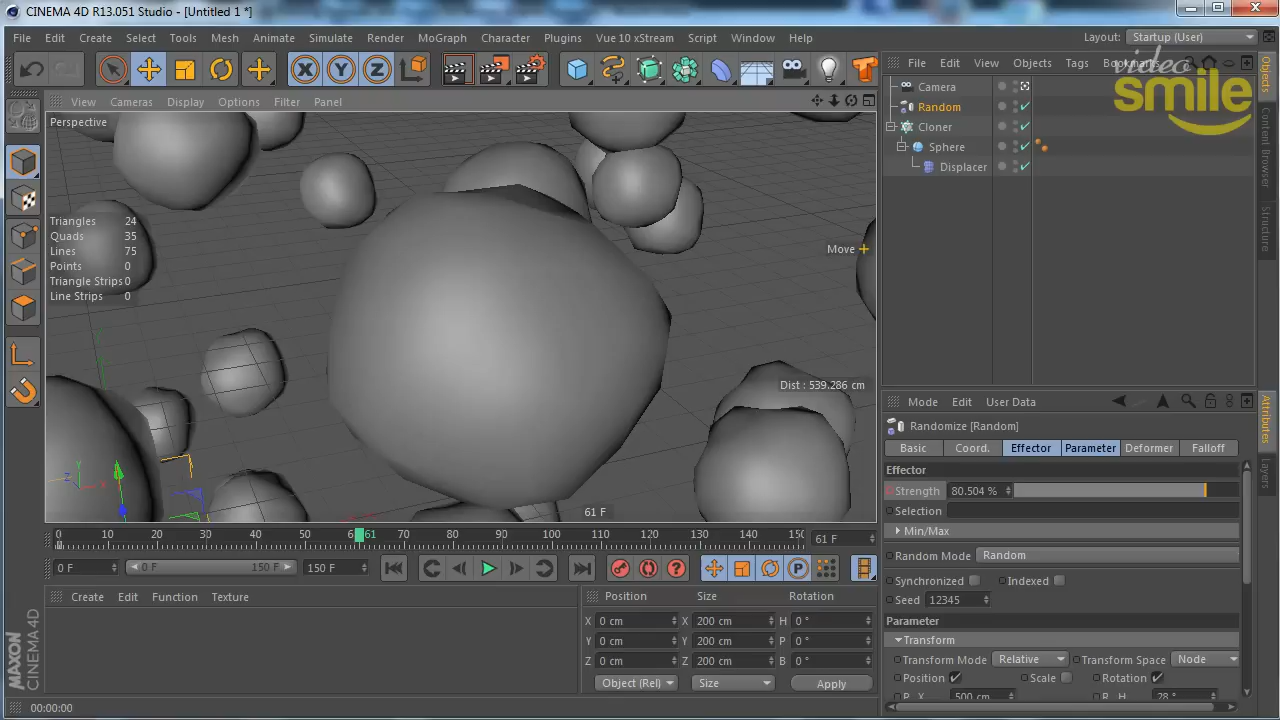 CINEMA 4D R13.051 Studio - [Untitled 1 *]
File Edit Create Select Tools Mesh Animate Simulate Render MoGraph Character Plugins Vue 10 xStream Script Window Help
Layout: Startup (User)
View Cameras Display Options Filter Panel
File Edit View Objects Tags Bookmarks
video
smile
Perspective
Camera
Random
Cloner
Sphere
Displacer
Triangles 24
Quads 35
Lines 75
Points 0
Triangle Strips 0
Line Strips 0
Move
Dist : 539.286 cm
61 F
Objects
Content Browser
Structure
Attributes
Layers
Mode Edit User Data
Randomize [Random]
Basic Coord. Effector Parameter Deformer Falloff
Effector
Strength 80.504 %
Selection
Min/Max
Random Mode Random
Synchronized Indexed
Seed 12345
Parameter
Transform
Transform Mode Relative Transform Space Node
Position Scale Rotation
P . X 500 cm R . H 28 °
0 10 20 30 40 50 6 61 70 80 90 100 110 120 130 140 150 61 F
0 F 0 F 150 F 150 F
Create Edit Function Texture
Position Size Rotation
X 0 cm X 200 cm H 0 °
Y 0 cm Y 200 cm P 0 °
Z 0 cm Z 200 cm B 0 °
Object (Rel) Size Apply
MAXON
CINEMA 4D
00:00:00